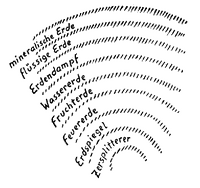 mineralische Erde
flüssige Erde
Erdendampf
Wassererde
Fruchterde
Feuererde
Erdspiegel
Zersplitterer